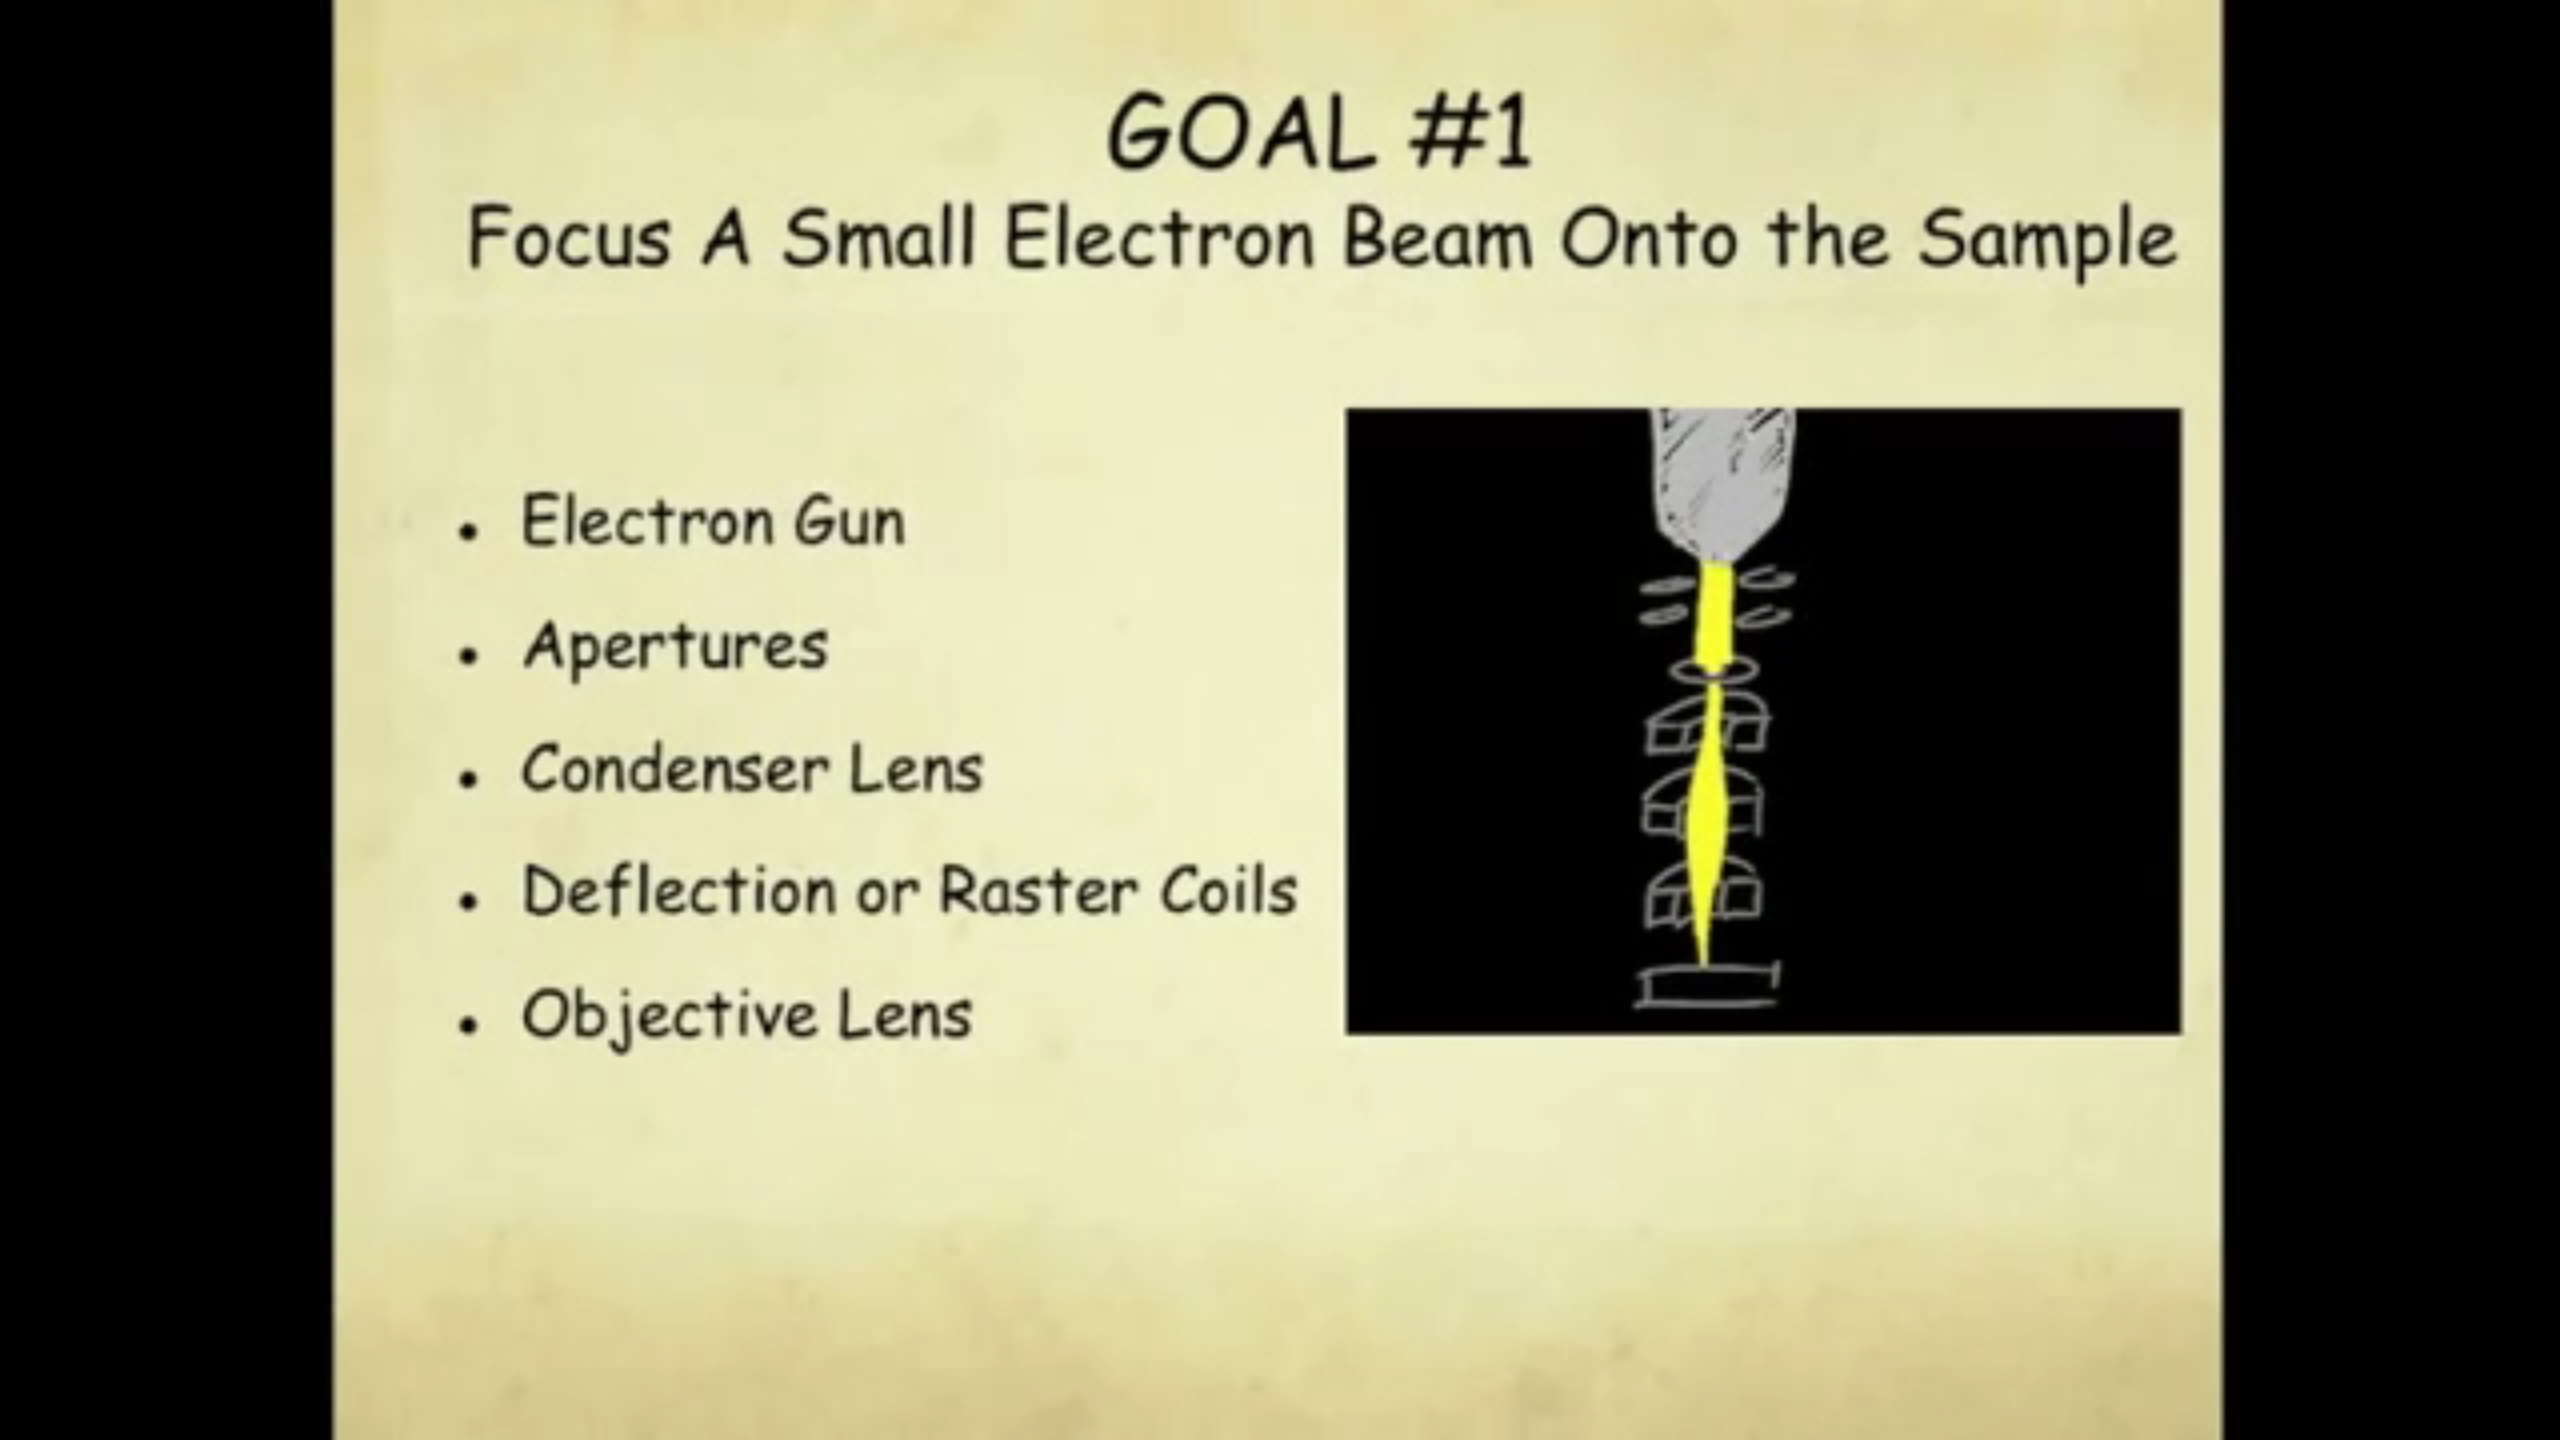 GOAL #1
Focus A Small Electron Beam Onto the Sample
• Electron Gun
• Apertures
• Condenser Lens
• Deflection or Raster Coils
• Objective Lens